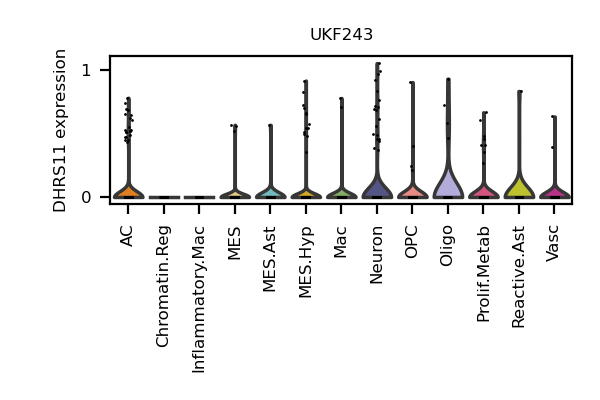 UKF243
DHRS11 expression
1
0
AC
Chromatin.Reg
Inflammatory.Mac
MES
MES.Ast
MES.Hyp
Mac
Neuron
OPC
Oligo
Prolif.Metab
Reactive.Ast
Vasc